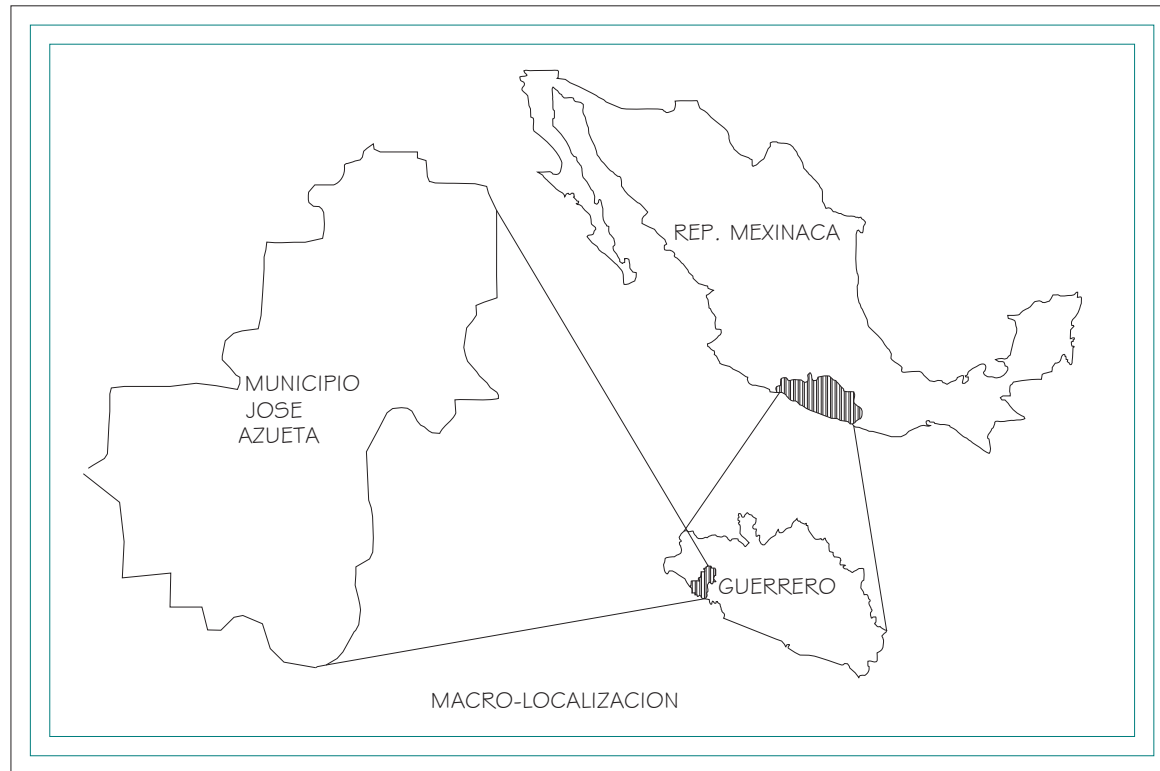 REP. MEXINACA
MUNICIPIO
JOSE
AZUETA
GUERRERO
MACRO-LOCALIZACION